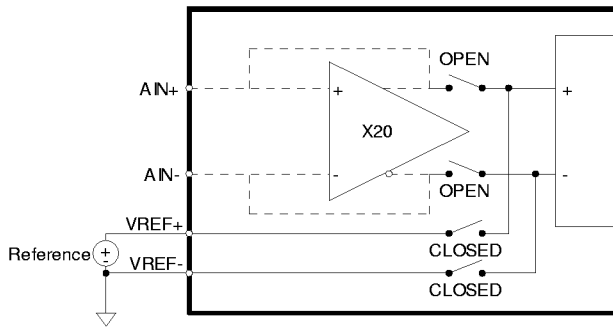 OPEN
AIN+
+
+
X20
AIN-
-
-
OPEN
VREF+
Reference
+
-
CLOSED
VREF-
CLOSED